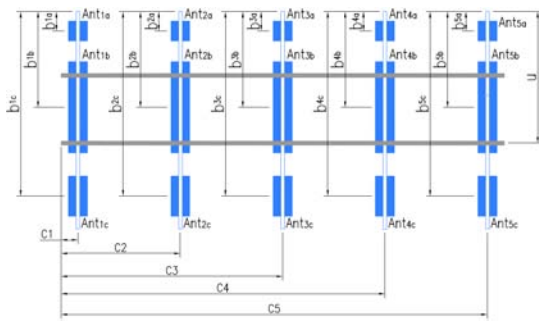 Ant1a Ant2a Ant3a Ant4a Ant5a
b1a b2a b3a b4a b5a
b1b b2b b3b b4b b5b
Ant1b Ant2b Ant3b Ant4b Ant5b
u
b1c b2c b3c b4c b5c
Ant1c Ant2c Ant3c Ant4c Ant5c
C1
C2
C3
C4
C5